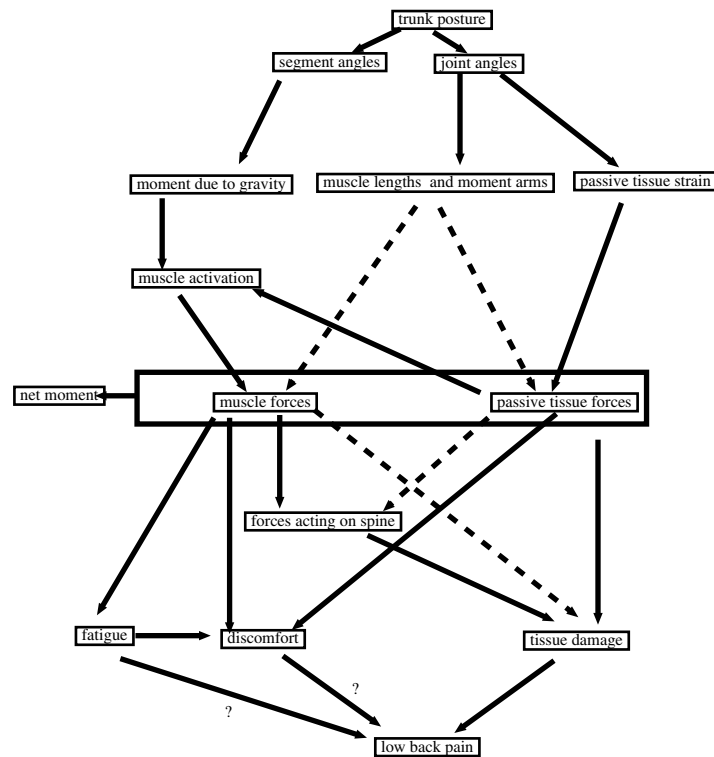 trunk posture
segment angles
joint angles
moment due to gravity
muscle lengths and moment arms
passive tissue strain
muscle activation
net moment
muscle forces
passive tissue forces
forces acting on spine
fatigue
discomfort
tissue damage
?
?
low back pain